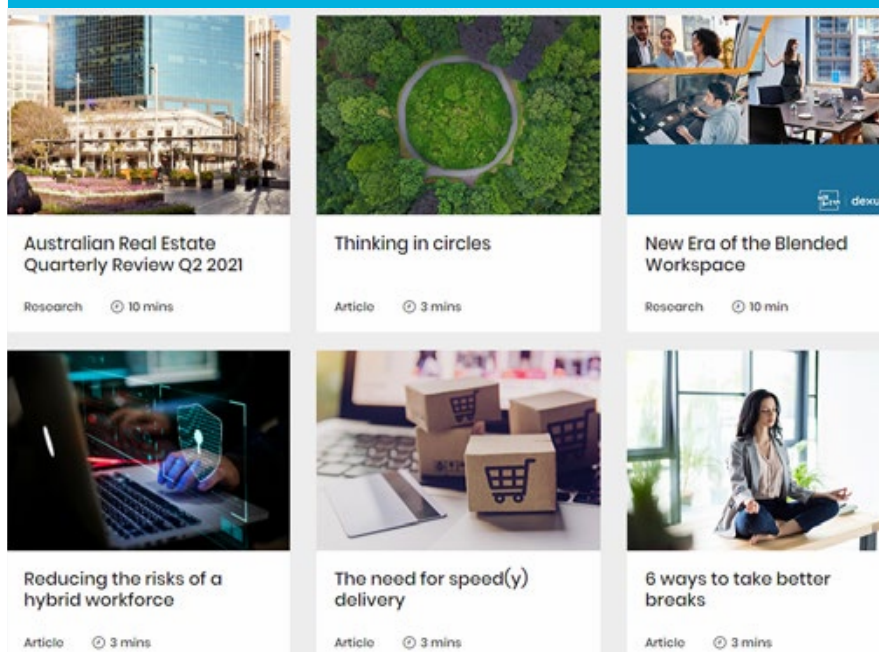 dexu
Australian Real Estate
Quarterly Review Q2 2021
Research 10 mins
Thinking in circles
Article 3 mins
New Era of the Blended
Workspace
Research 10 min
Reducing the risks of a
hybrid workforce
Article 3 mins
The need for speed(y)
delivery
Article 3 mins
6 ways to take better
breaks
Article 3 mins